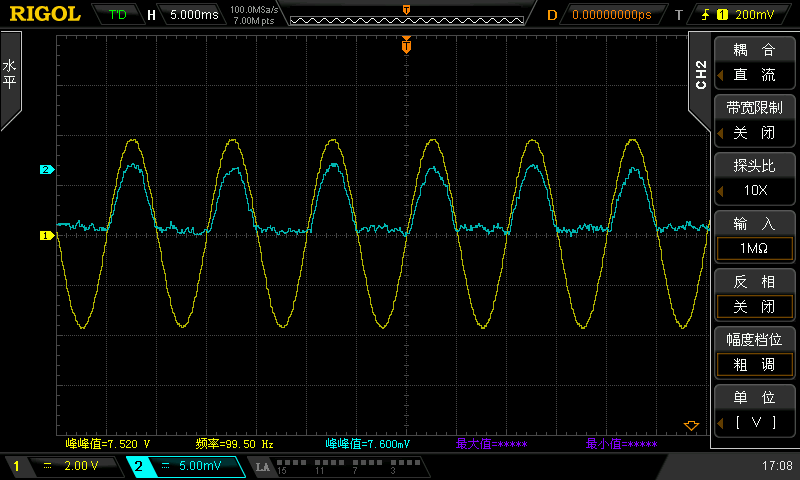 RIGOL T'D H 5.000ms 100.0MSa/s 7.00M pts D 0.00000000ps T 1 200mV
水平
T
T
CH2
耦 合
直 流
带宽限制
关 闭
探头比
10X
输 入
1MΩ
反 相
关 闭
幅度档位
粗 调
单 位
[ V ]
2
1
峰峰值=7.520 V 频率=99.50 Hz 峰峰值=7.600mV 最大值=***** 最小值=*****
1 2.00 V 2 5.00mV LA 15 11 7 3 17:08